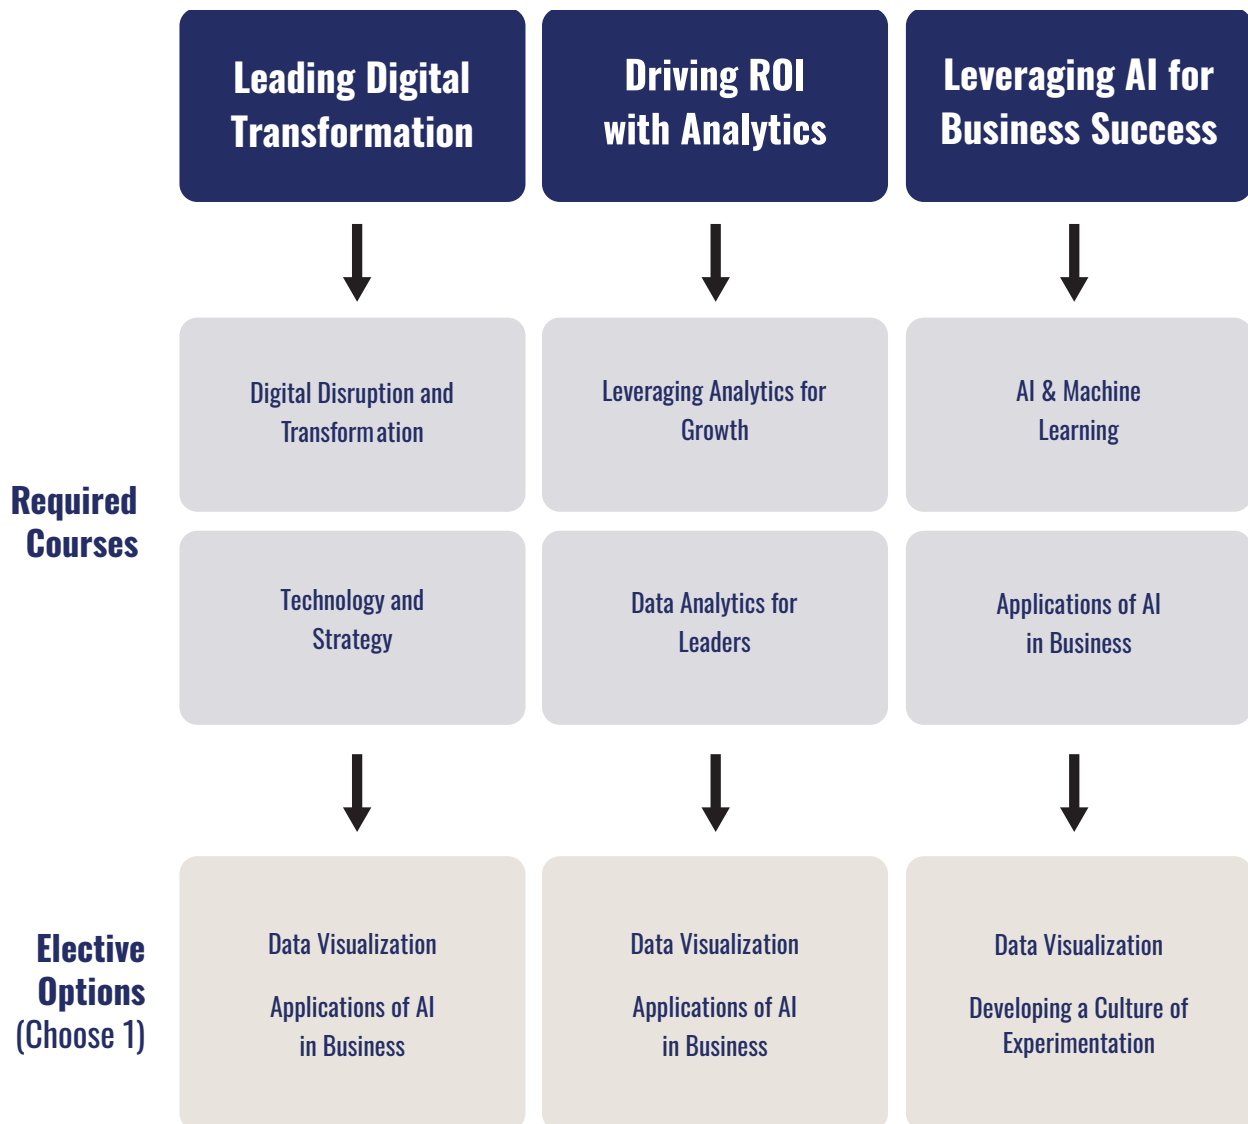 Leading Digital
Transformation
Driving ROI
with Analytics
Leveraging AI for
Business Success
Required
Courses
Digital Disruption and
Transformation
Leveraging Analytics for
Growth
AI & Machine
Learning
Technology and
Strategy
Data Analytics for
Leaders
Applications of AI
in Business
Elective
Options
(Choose 1)
Data Visualization
Applications of AI
in Business
Data Visualization
Applications of AI
in Business
Data Visualization
Developing a Culture of
Experimentation